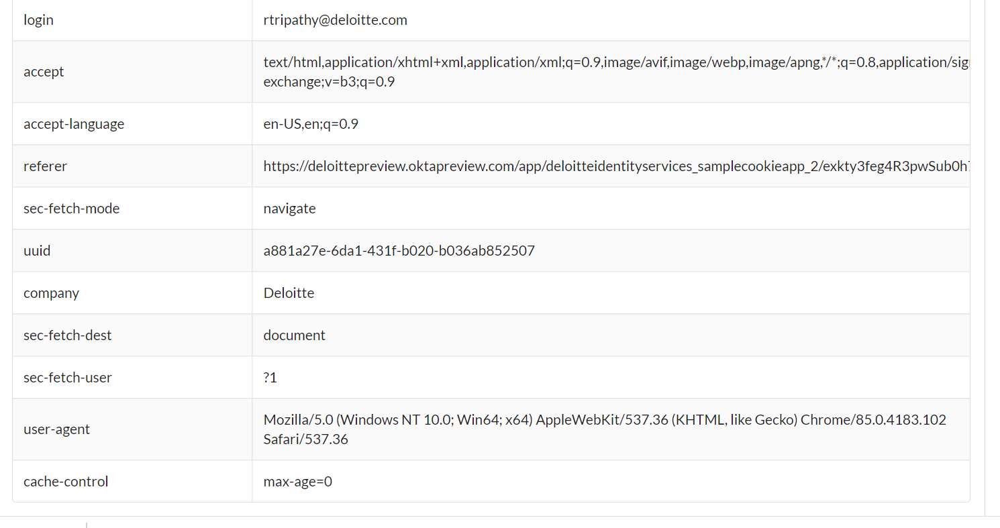 login rtripathy@deloitte.com
text/html,application/xhtml+xml,application/xml;q=0.9,image/avif,image/webp,image/apng,*/*;q=0.8,application/sig
accept
exchange;v=b3;q=0.9
accept-language en-US,en;q=0.9
referer https://deloittepreview.oktapreview.com/app/deloitteidentityservices_samplecookieapp_2/exkty3feg4R3pwSub0h
sec-fetch-mode navigate
uuid a881a27e-6da1-431f-b020-b036ab852507
company Deloitte
sec-fetch-dest document
sec-fetch-user ?1
Mozilla/5.0 (Windows NT 10.0; Win64; x64) AppleWebKit/537.36 (KHTML, like Gecko) Chrome/85.0.4183.102
user-agent
Safari/537.36
cache-control max-age=0